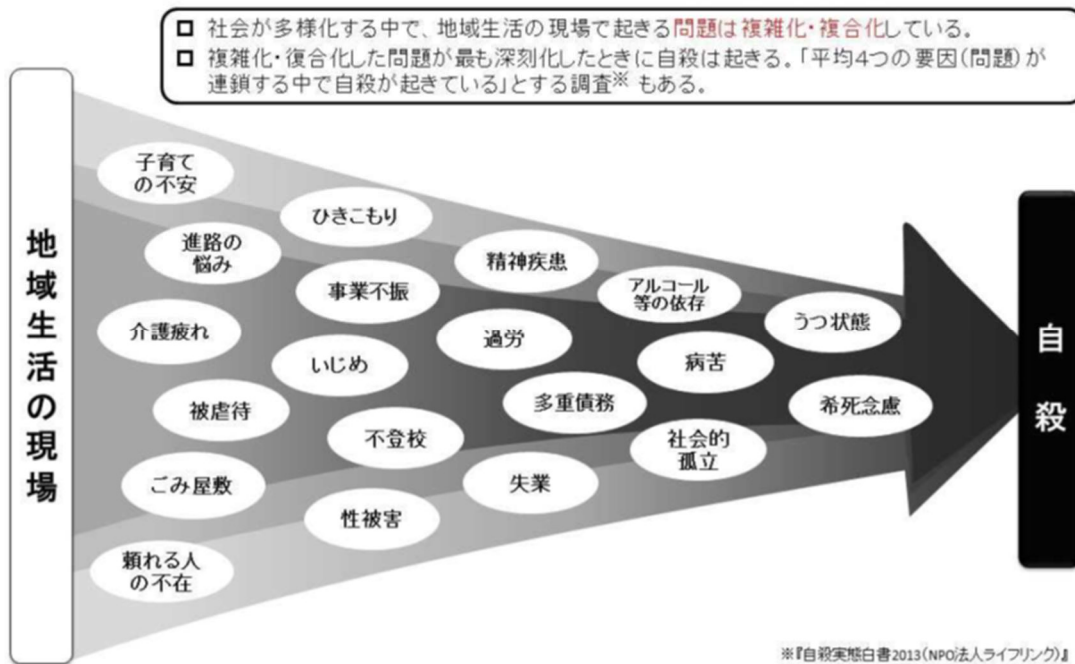 □ 社会が多様化する中で、地域生活の現場で起きる問題は複雑化・複合化している。
□ 複雑化・復合化した問題が最も深刻化したときに自殺は起きる。「平均4つの要因(問題)が
連鎖する中で自殺が起きている」とする調査※ もある。
地域生活の現場
子育て
の不安
進路の
悩み
介護疲れ
被虐待
ごみ屋敷
頼れる人
の不在
ひきこもり
事業不振
いじめ
不登校
性被害
精神疾患
過労
多重債務
失業
アルコール
等の依存
病苦
社会的
孤立
うつ状態
希死念慮
自殺
※『自殺実態白書2013(NPO法人ライフリング)』